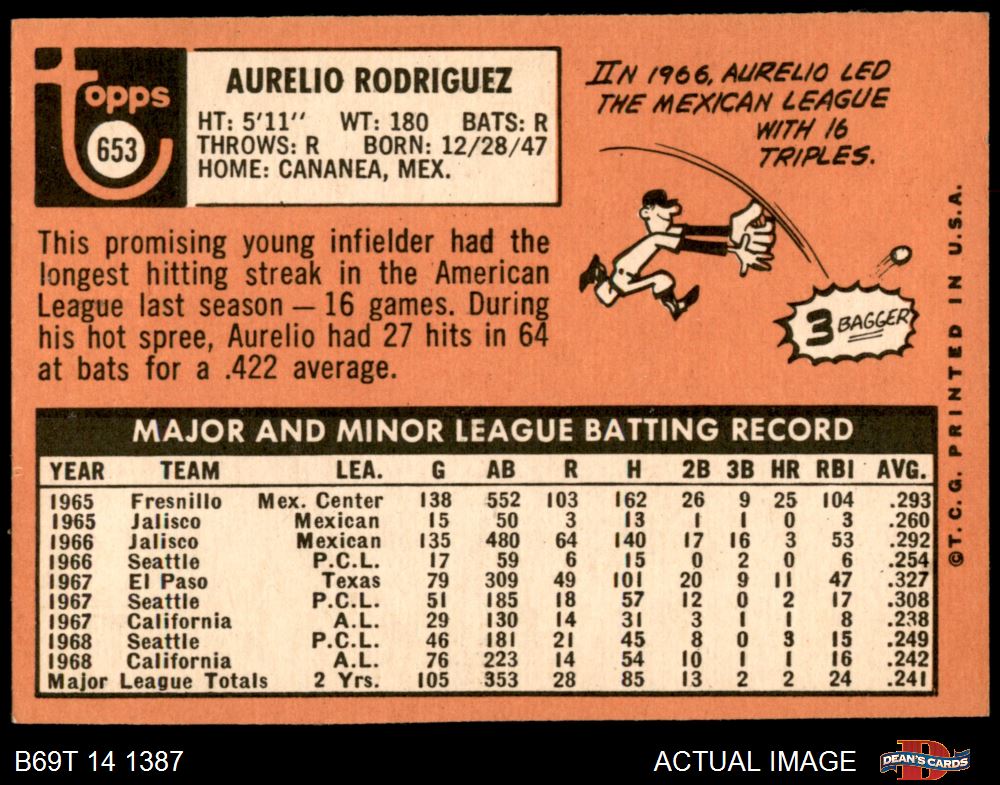 Topps
653
AURELIO RODRIGUEZ
HT: 5'11" WT: 180 BATS: R
THROWS: R BORN: 12/28/47
HOME: CANANEA, MEX.
IN 1966, AURELIO LED
THE MEXICAN LEAGUE
WITH 16
TRIPLES.
3 BAGGER
This promising young infielder had the
longest hitting streak in the American
League last season — 16 games. During
his hot spree, Aurelio had 27 hits in 64
at bats for a .422 average.
MAJOR AND MINOR LEAGUE BATTING RECORD
YEAR TEAM LEA. G AB R H 2B 3B HR RBI AVG.
1965 Fresnillo Mex. Center 138 552 103 162 26 9 25 104 .293
1965 Jalisco Mexican 15 50 3 13 1 1 0 3 .260
1966 Jalisco Mexican 135 480 64 140 17 16 3 53 .292
1966 Seattle P.C.L. 17 59 6 15 0 2 0 6 .254
1967 El Paso Texas 79 309 49 101 20 9 11 47 .327
1967 Seattle P.C.L. 51 185 18 57 12 0 2 17 .308
1967 California A.L. 29 130 14 31 3 1 1 8 .238
1968 Seattle P.C.L. 46 181 21 45 8 0 3 15 .249
1968 California A.L. 76 223 14 54 10 1 1 16 .242
Major League Totals 2 Yrs. 105 353 28 85 13 2 2 24 .241
©T. C. G. PRINTED IN U.S.A.
B69T 14 1387
ACTUAL IMAGE
D
DEAN'S CARDS